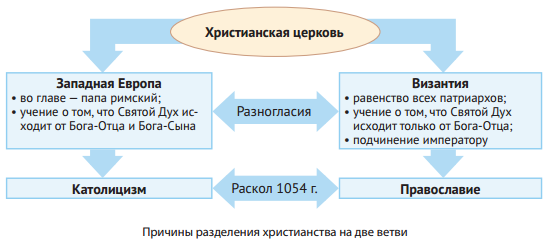 Христианская церковь
Западная Европа
• во главе — папа римский;
• учение о том, что Святой Дух ис-
ходит от Бога-Отца и Бога-Сына
Разногласия
Византия
• равенство всех патриархов;
• учение о том, что Святой Дух
исходит только от Бога-Отца;
• подчинение императору
Католицизм
Раскол 1054 г.
Православие
Причины разделения христианства на две ветви